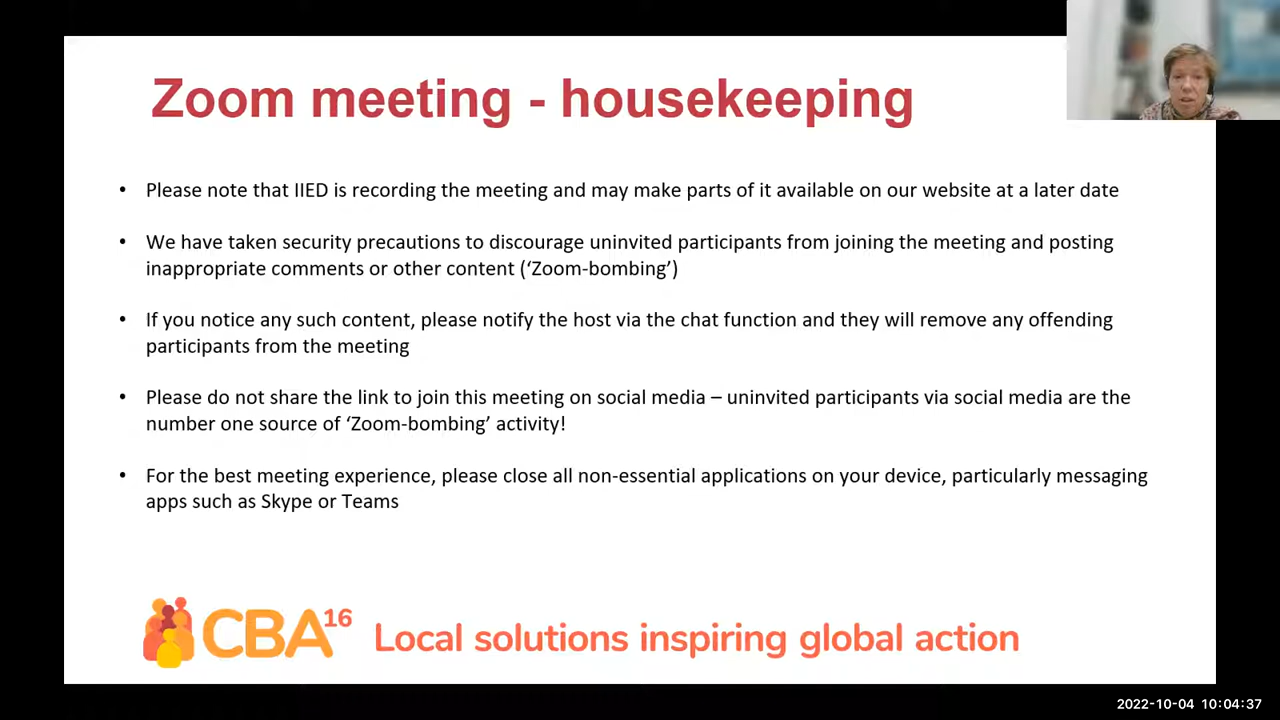 Zoom meeting - housekeeping
• Please note that IIED is recording the meeting and may make parts of it available on our website at a later date
• We have taken security precautions to discourage uninvited participants from joining the meeting and posting
inappropriate comments or other content (‘Zoom-bombing’)
• If you notice any such content, please notify the host via the chat function and they will remove any offending
participants from the meeting
• Please do not share the link to join this meeting on social media – uninvited participants via social media are the
number one source of ‘Zoom-bombing’ activity!
• For the best meeting experience, please close all non-essential applications on your device, particularly messaging
apps such as Skype or Teams
CBA16 Local solutions inspiring global action
2022-10-04 10:04:37